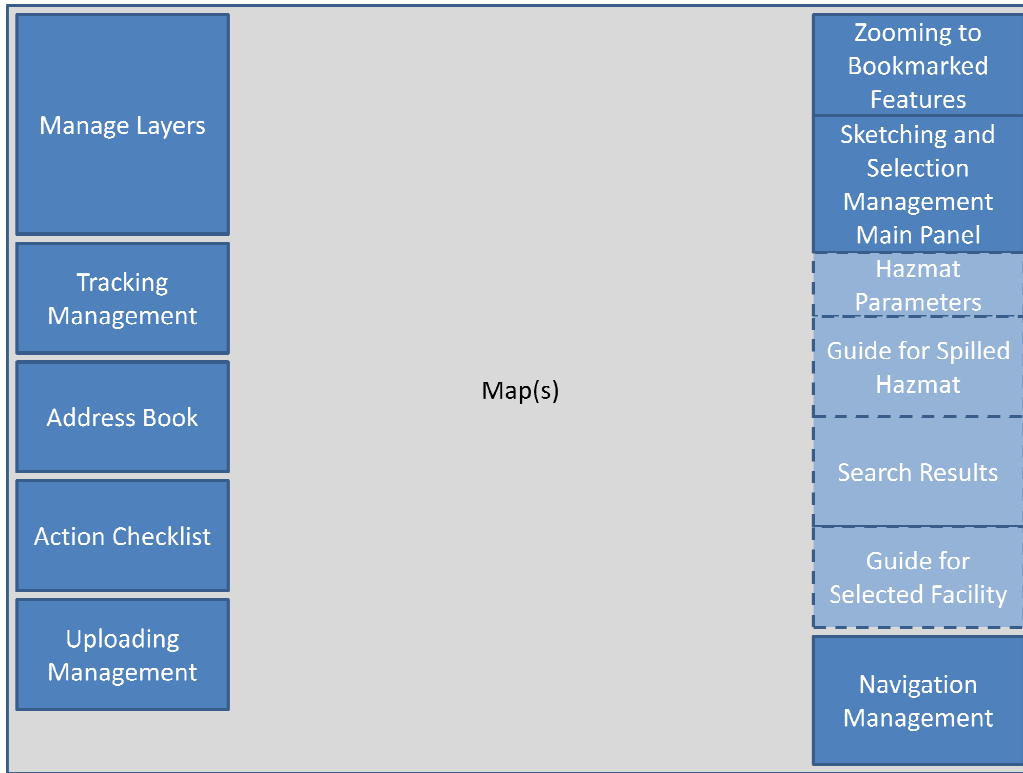 Manage Layers
Tracking
Management
Address Book
Action Checklist
Uploading
Management
Map(s)
Zooming to
Bookmarked
Features
Sketching and
Selection
Management
Main Panel
Hazmat
Parameters
Guide for Spilled
Hazmat
Search Results
Guide for
Selected Facility
Navigation
Management